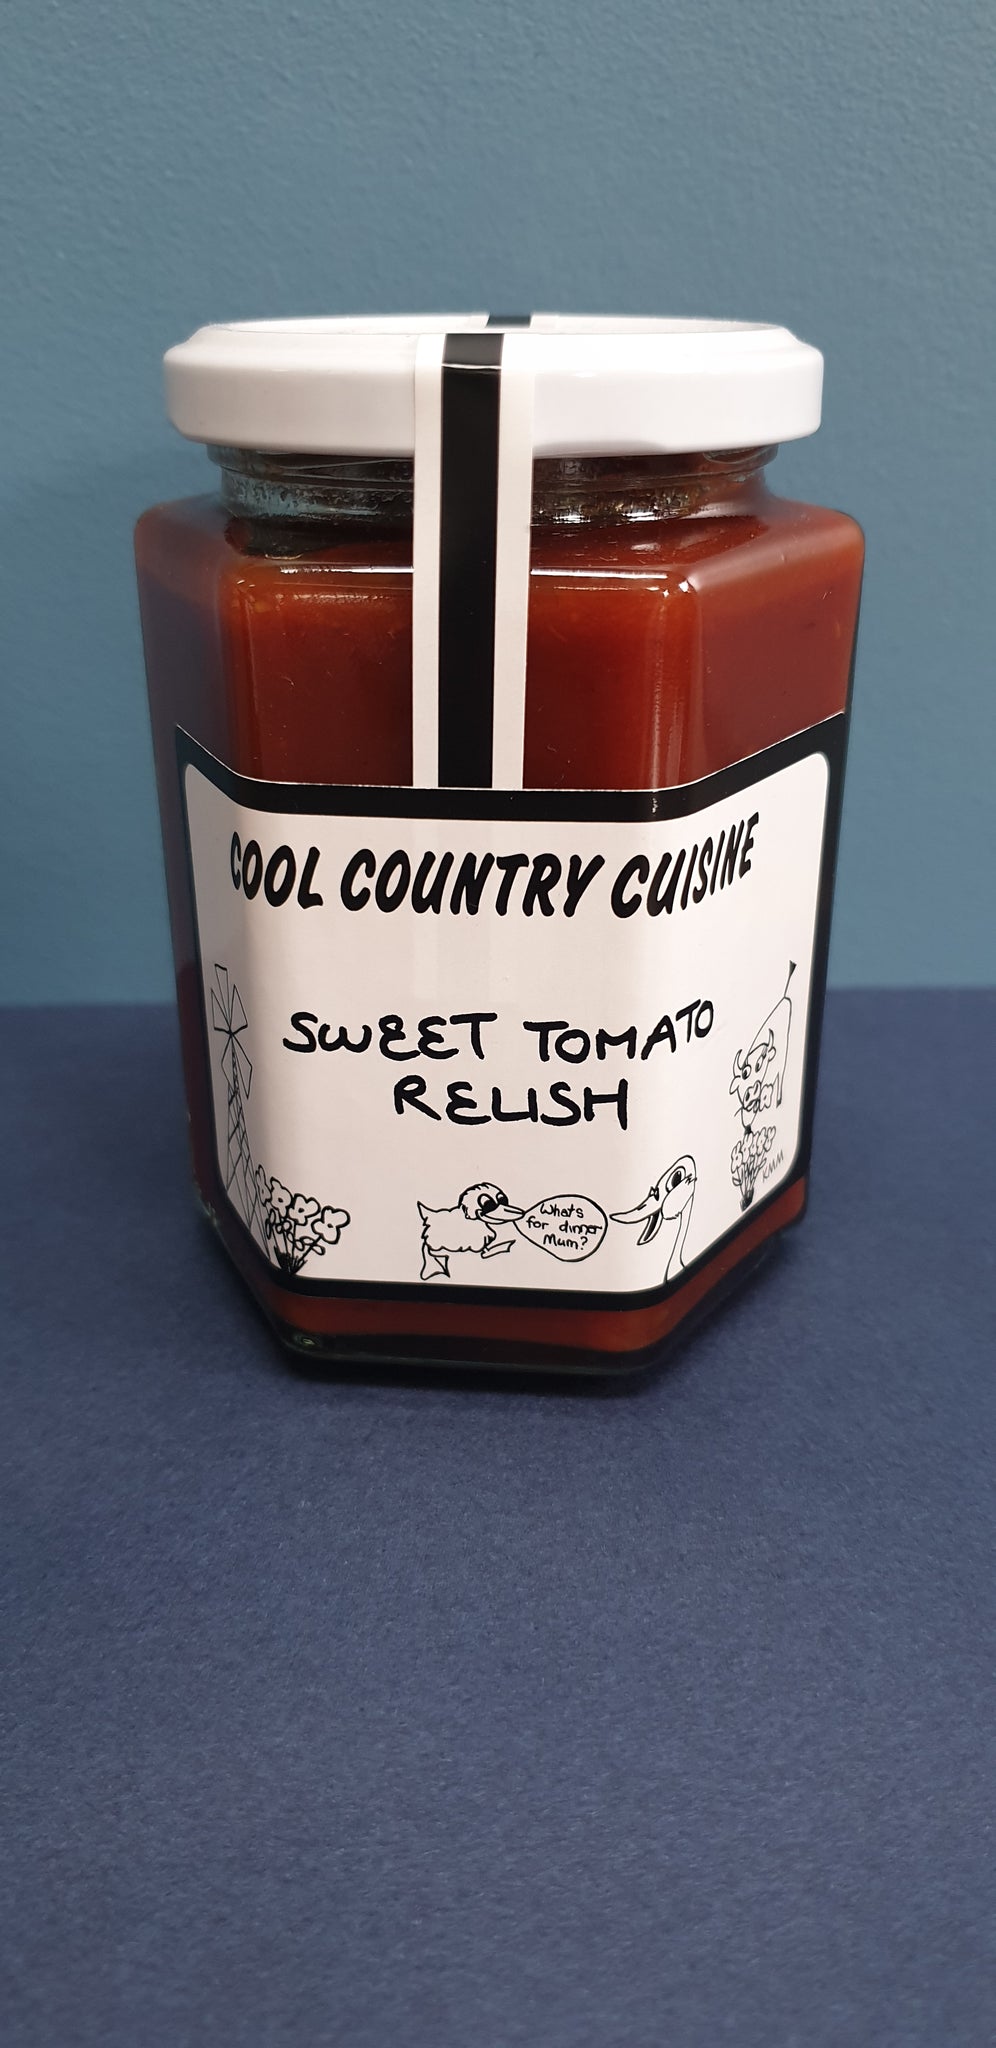 COOL COUNTRY CUISINE
SWEET TOMATO
RELISH
Whats
for dinner
Mum?
KMM